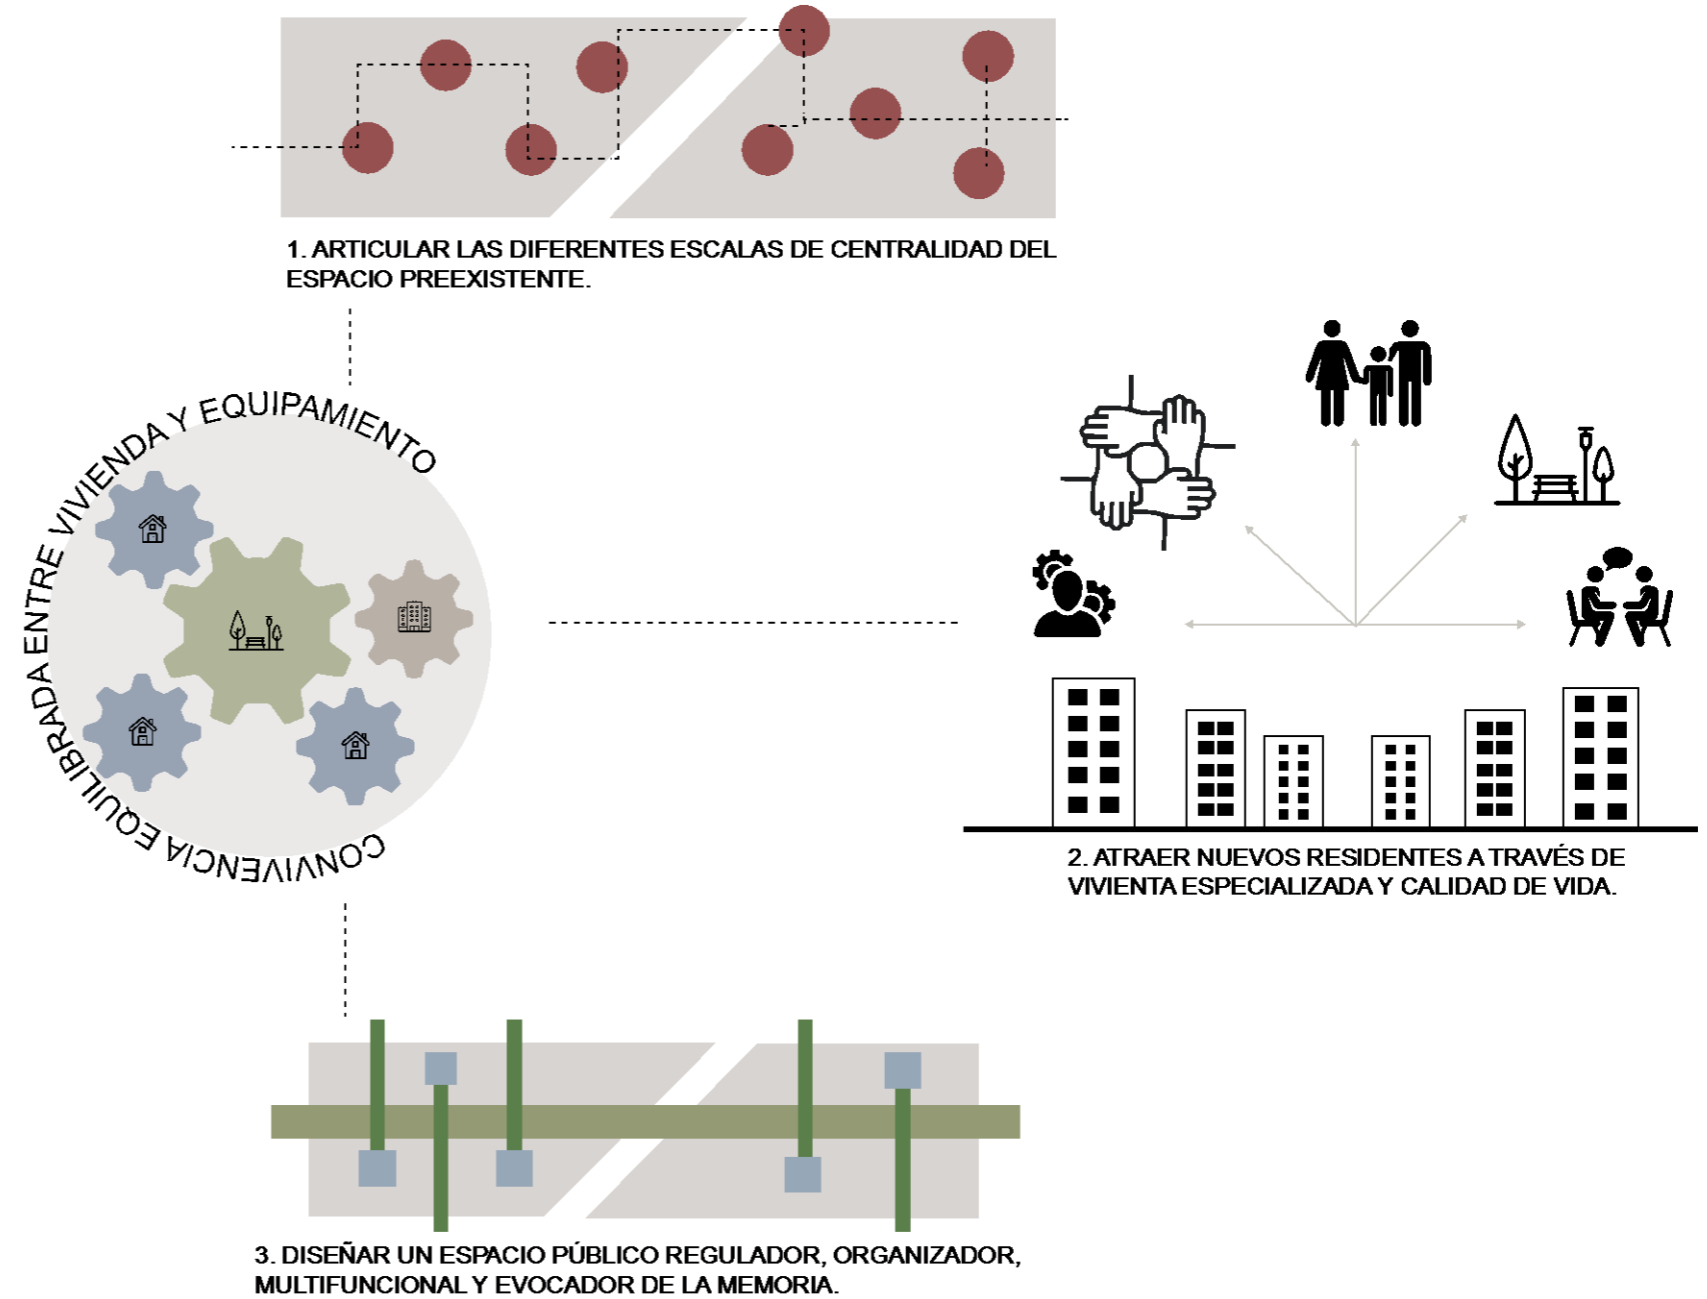 1. ARTICULAR LAS DIFERENTES ESCALAS DE CENTRALIDAD DEL
ESPACIO PREEXISTENTE.
CONVIVENCIA EQUILIBRADA ENTRE VIVIENDA Y EQUIPAMIENTO
2. ATRAER NUEVOS RESIDENTES A TRAVÉS DE
VIVIENTA ESPECIALIZADA Y CALIDAD DE VIDA.
3. DISEÑAR UN ESPACIO PÚBLICO REGULADOR, ORGANIZADOR,
MULTIFUNCIONAL Y EVOCADOR DE LA MEMORIA.